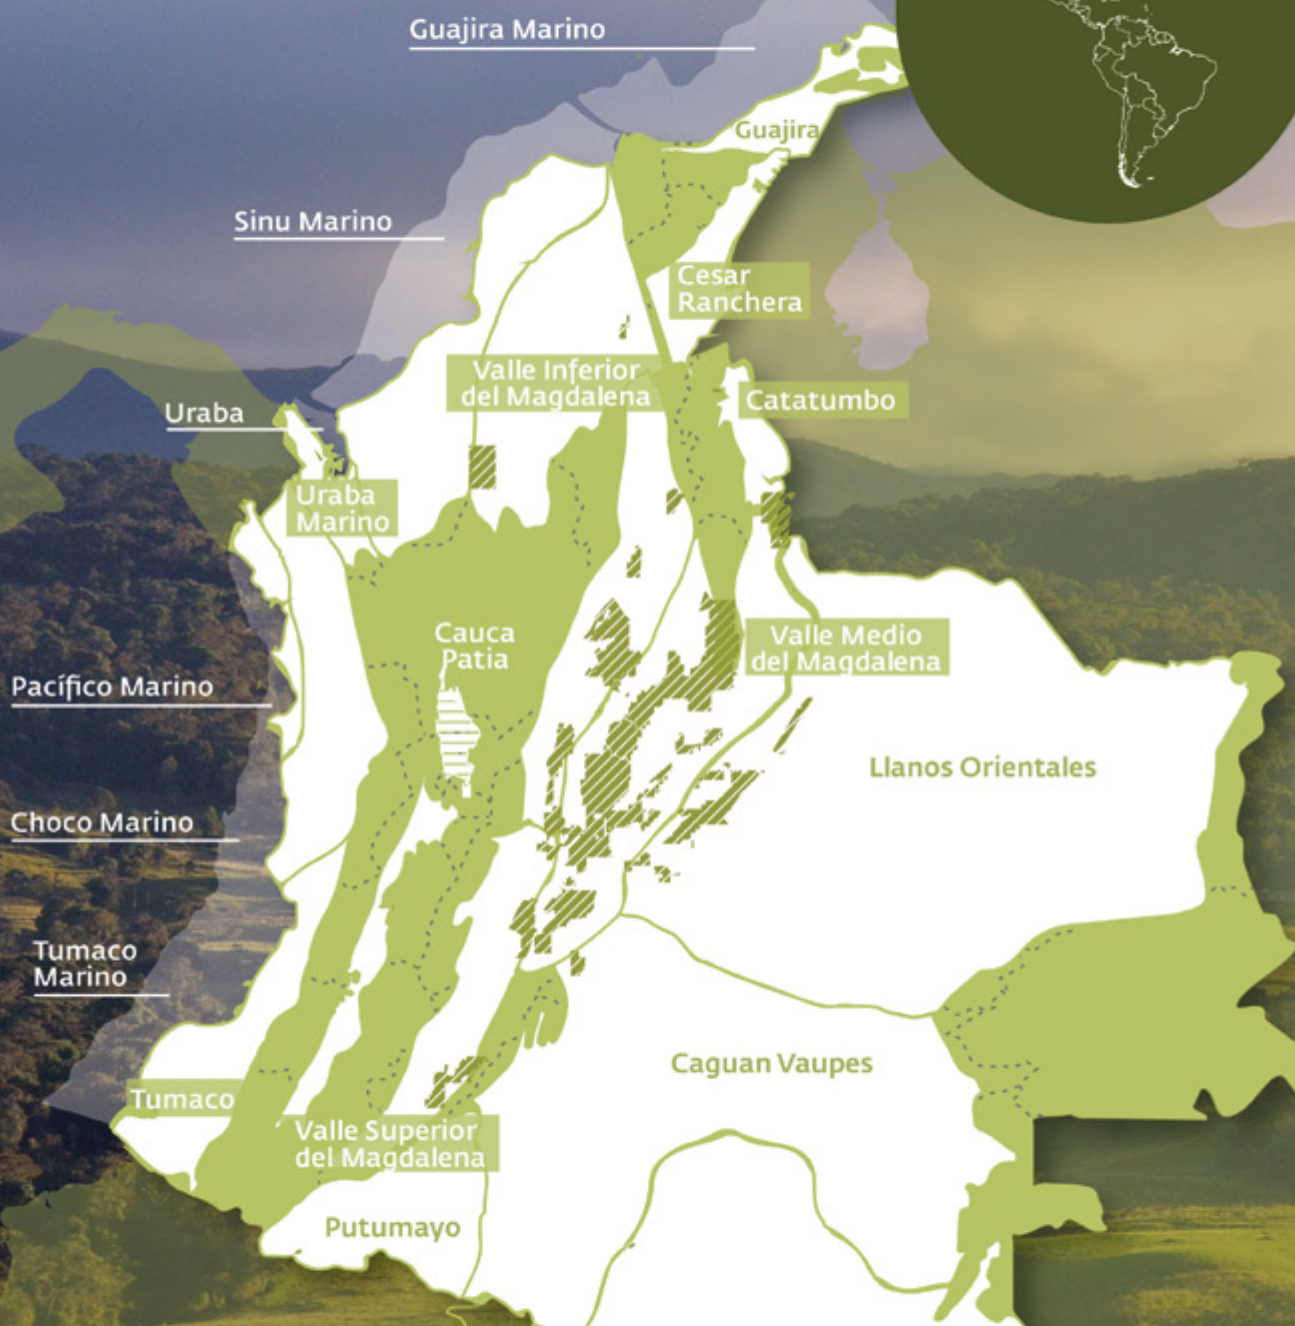 Guajira Marino
Guajira
Sinu Marino
Cesar
Ranchera
Valle Inferior
del Magdalena
Catatumbo
Uraba
Uraba
Marino
Cauca
Patia
Valle Medio
del Magdalena
Pacífico Marino
Llanos Orientales
Choco Marino
Tumaco
Marino
Caguan Vaupes
Tumaco
Valle Superior
del Magdalena
Putumayo